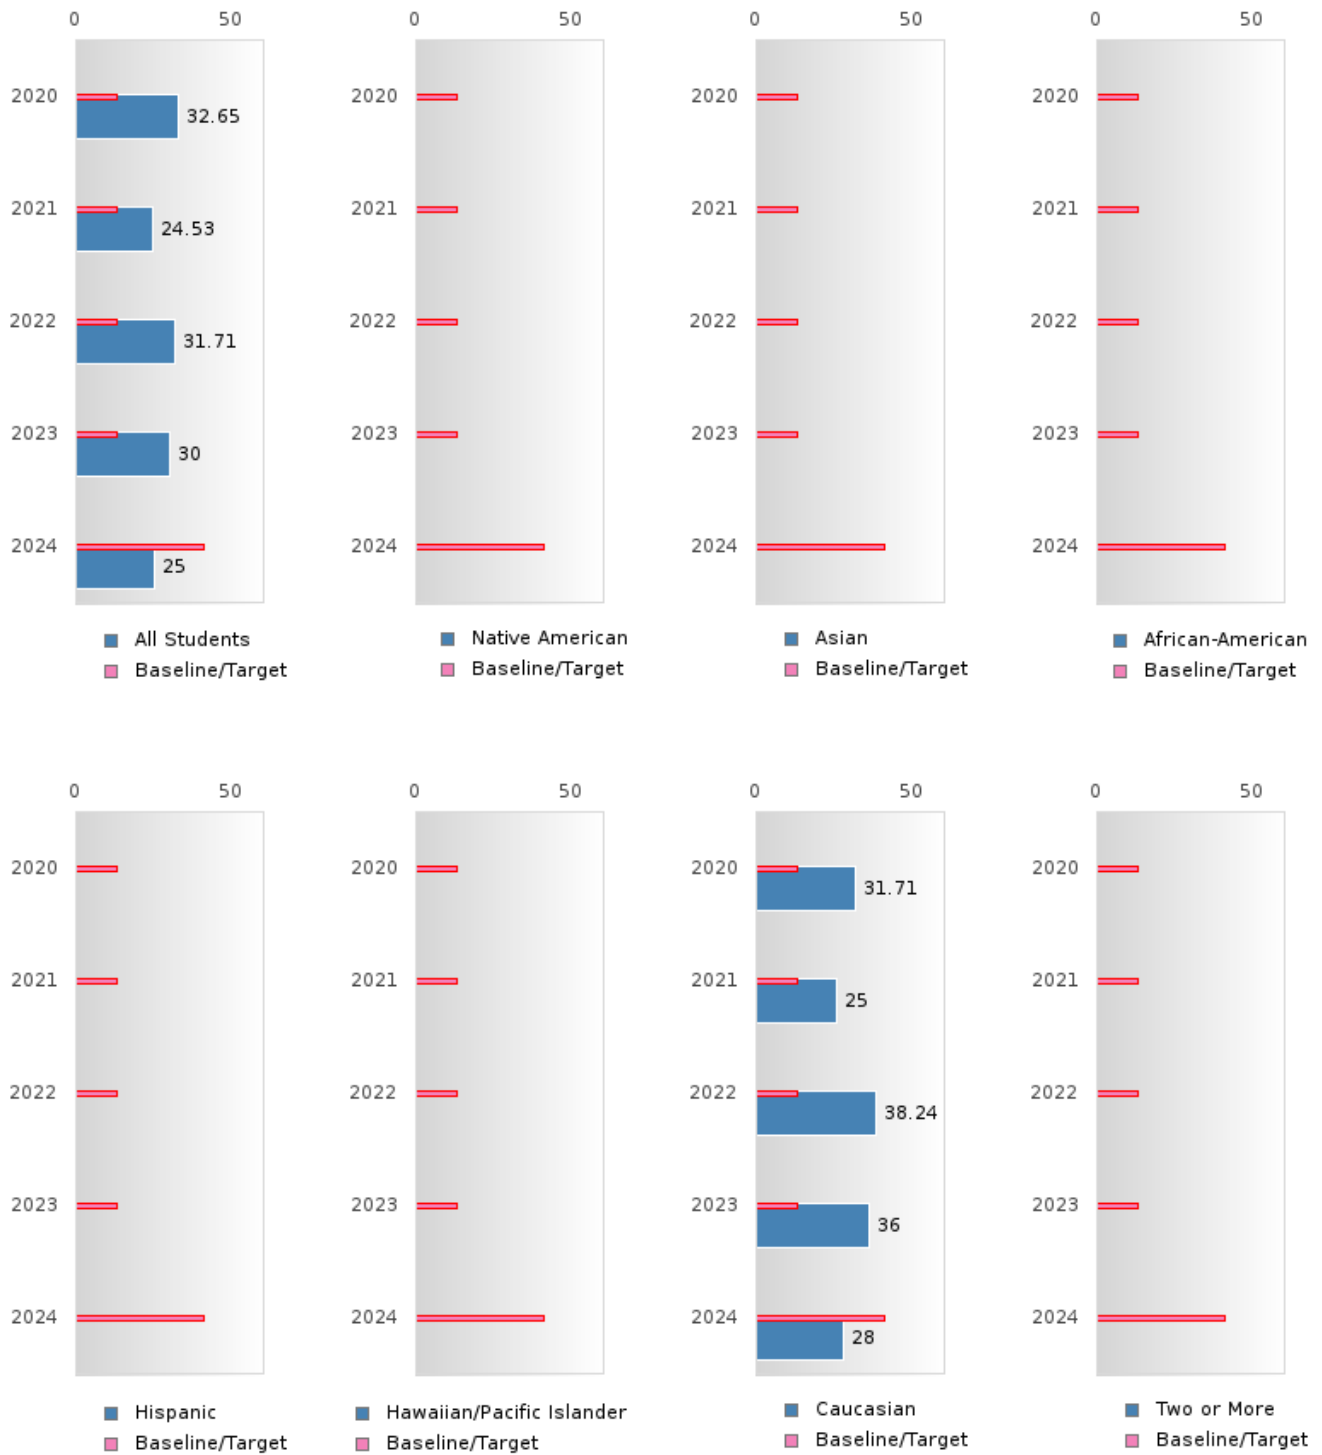 0 50 0 50 0 50 0 50
2020 32.65 2020 2020 2020
2021 24.53 2021 2021 2021
2022 31.71 2022 2022 2022
2023 30 2023 2023 2023
2024 25 2024 2024 2024
All Students Native American Asian African-American
Baseline/Target Baseline/Target Baseline/Target Baseline/Target
0 50 0 50 0 50 0 50
2020 2020 2020 31.71 2020
2021 2021 2021 25 2021
2022 2022 2022 38.24 2022
2023 2023 2023 36 2023
2024 2024 2024 28 2024
Hispanic Hawaiian/Pacific Islander Caucasian Two or More
Baseline/Target Baseline/Target Baseline/Target Baseline/Target